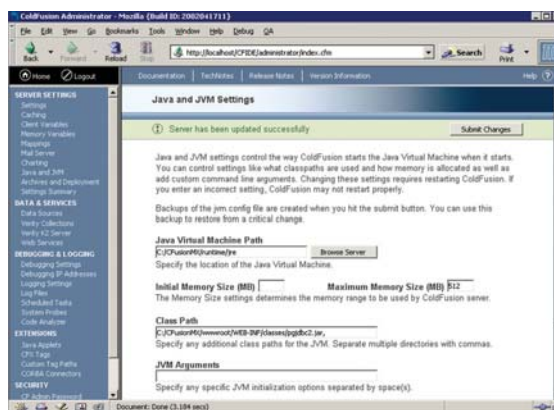 ColdFusion Administrator - Mozilla {Build ID: 2002041711}
File Edit View Go Bookmarks Tools Window Help Debug QA
Back Forward Reload Stop http://localhost/CFIDE/administrator/index.cfm Search Print
Home Logout Documentation TechNotes Release Notes Version Information Help
SERVER SETTINGS
Settings
Caching
Client Variables
Memory Variables
Mappings
Mail Server
Charting
Java and JVM
Archives and Deployment
Settings Summary
DATA & SERVICES
Data Sources
Verity Collections
Verity K2 Server
Web Services
DEBUGGING & LOGGING
Debugging Settings
Debugging IP Addresses
Logging Settings
Log Files
Scheduled Tasks
System Probes
Code Analyzer
EXTENSIONS
Java Applets
CFX Tags
Custom Tag Paths
CORBA Connectors
SECURITY
CF Admin Password
Java and JVM Settings
Server has been updated successfully Submit Changes
Java and JVM settings control the way ColdFusion starts the Java Virtual Machine when it starts.
You can control settings like what classpaths are used and how memory is allocated as well as
add custom command line arguments. Changing these settings requires restarting ColdFusion. If
you enter an incorrect setting, ColdFusion may not restart properly.
Backups of the jvm.config file are created when you hit the submit button. You can use this
backup to restore from a critical change.
Java Virtual Machine Path
C:/CFusionMX/runtime/jre Browse Server
Specify the location of the Java Virtual Machine.
Initial Memory Size (MB) Maximum Memory Size (MB) 512
The Memory Size settings determines the memory range to be used by ColdFusion server.
Class Path
C:/CFusionMX/wwwroot/WEB-INF/classes/pgjdbc2.jar,
Specify any additional class paths for the JVM. Separate multiple directories with commas.
JVM Arguments
Specify any specific JVM initialization options separated by space(s).
Document: Done (3.184 secs)